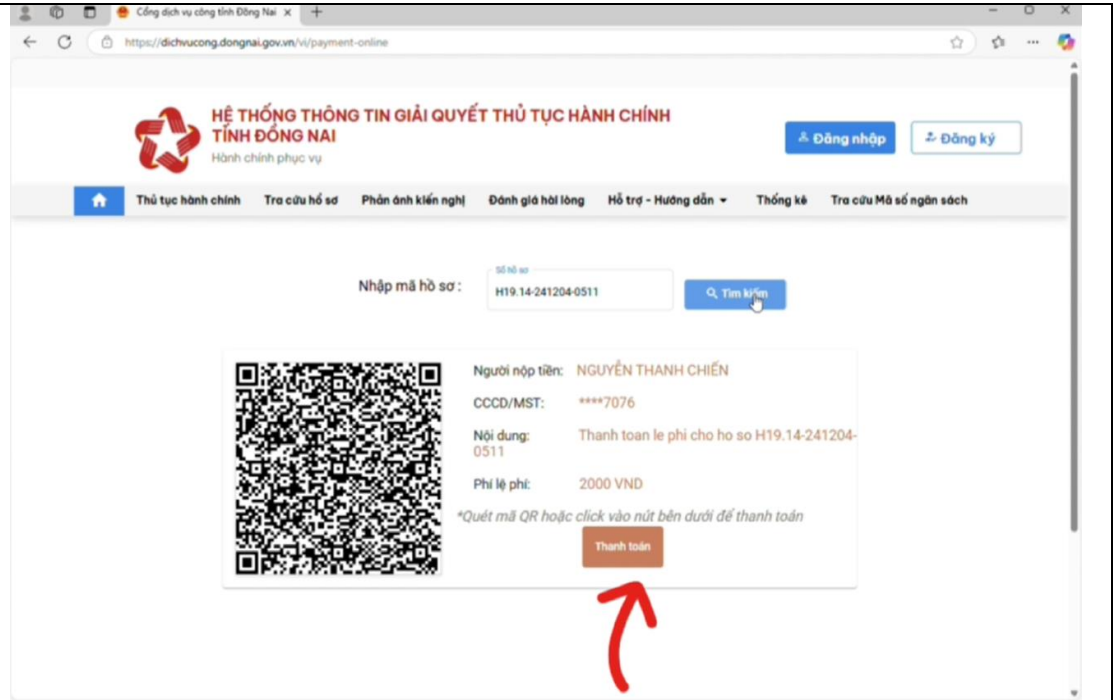 Cổng dịch vụ công tỉnh Đồng Nai
https://dichvucong.dongnai.gov.vn/vi/payment-online
HỆ THỐNG THÔNG TIN GIẢI QUYẾT THỦ TỤC HÀNH CHÍNH
TỈNH ĐỒNG NAI
Hành chính phục vụ
Đăng nhập
Đăng ký
Thủ tục hành chính Tra cứu hồ sơ Phản ánh kiến nghị Đánh giá hài lòng Hỗ trợ - Hướng dẫn Thống kê Tra cứu Mã số ngân sách
Số hồ sơ
Nhập mã hồ sơ : H19.14-241204-0511 Tìm kiếm
Người nộp tiền: NGUYỄN THANH CHIẾN
CCCD/MST: ****7076
Nội dung: Thanh toan le phi cho ho so H19.14-241204-
0511
Phí lệ phí: 2000 VND
*Quét mã QR hoặc click vào nút bên dưới để thanh toán
Thanh toán